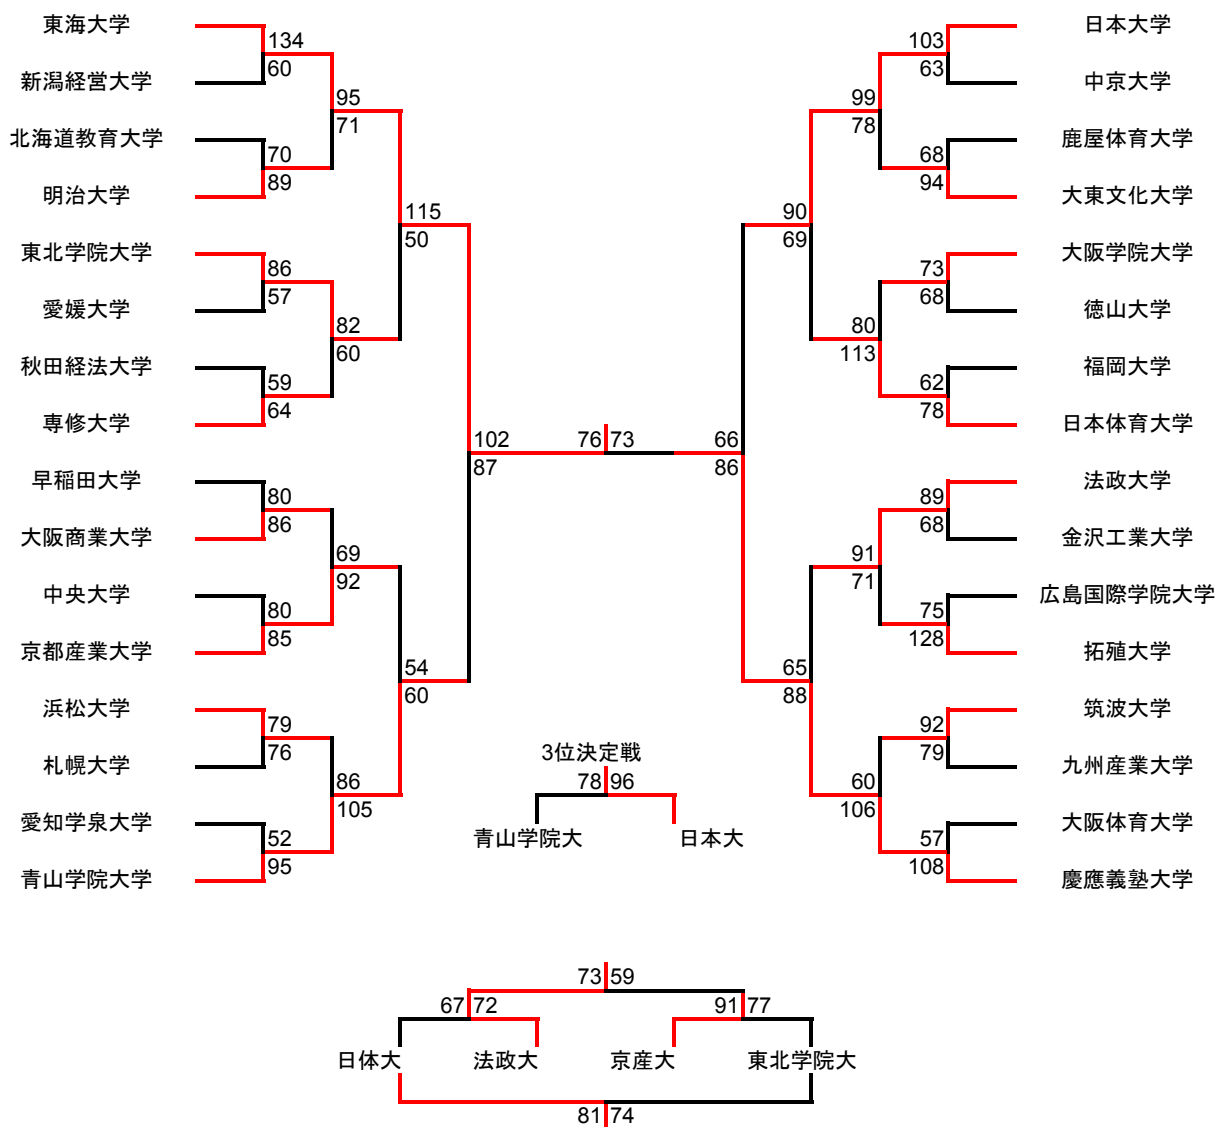 東海大学
134
60
新潟経営大学
95
71
北海道教育大学
70
89
明治大学
115
50
東北学院大学
86
57
愛媛大学
82
60
秋田経法大学
59
64
専修大学
102
87
早稲田大学
80
86
大阪商業大学
69
92
中央大学
80
85
京都産業大学
54
60
浜松大学
79
76
札幌大学
86
105
愛知学泉大学
52
95
青山学院大学
76 73
日本大学
103
63
中京大学
99
78
鹿屋体育大学
68
94
大東文化大学
90
69
大阪学院大学
73
68
徳山大学
80
113
福岡大学
62
78
日本体育大学
66
86
法政大学
89
68
金沢工業大学
91
71
広島国際学院大学
75
128
拓殖大学
65
88
筑波大学
92
79
九州産業大学
60
106
大阪体育大学
57
108
慶應義塾大学
3位決定戦
78 96
青山学院大 日本大
73 59
67 72 91 77
日体大 法政大 京産大 東北学院大
81 74